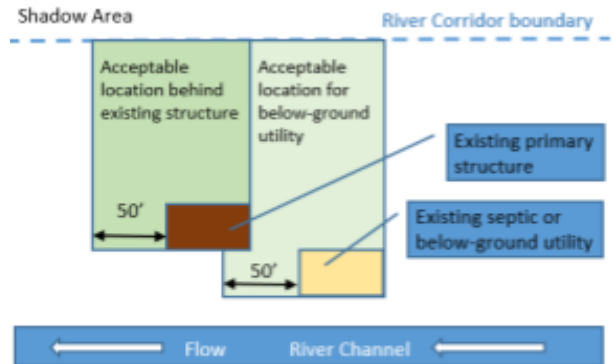 Shadow Area
River Corridor boundary
Acceptable
location behind
existing structure
Acceptable
location for
below-ground
utility
Existing primary
structure
50'
Existing septic or
below-ground utility
50'
Flow
River Channel